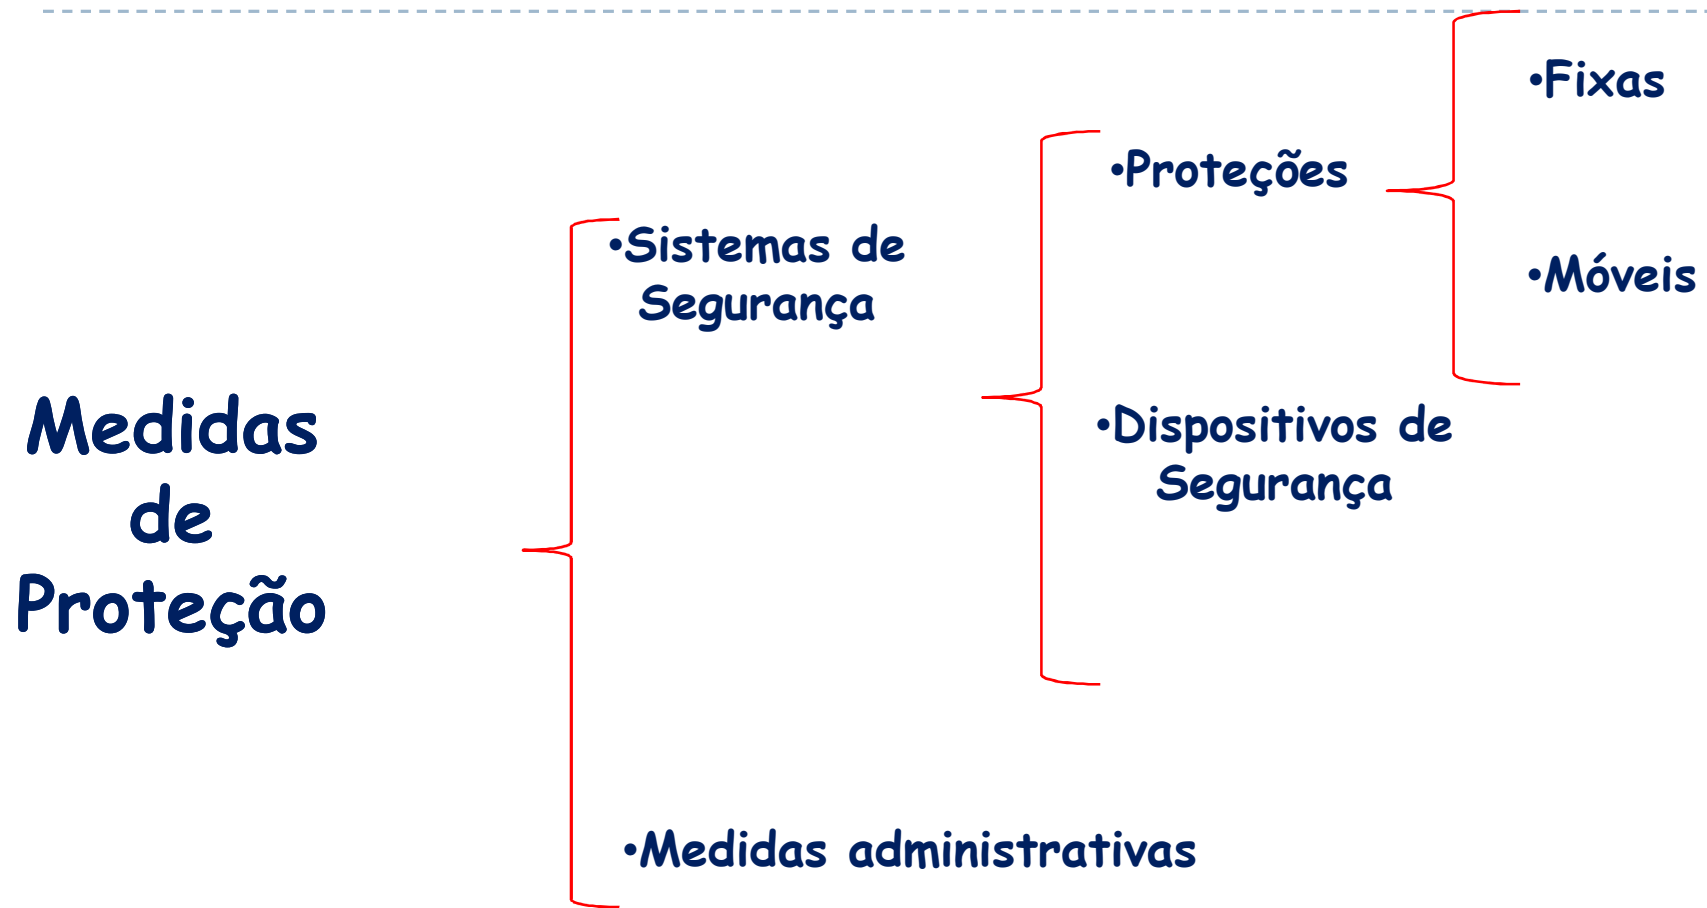 Medidas
de
Proteção
•Sistemas de
Segurança
•Proteções
•Fixas
•Móveis
•Dispositivos de
Segurança
•Medidas administrativas